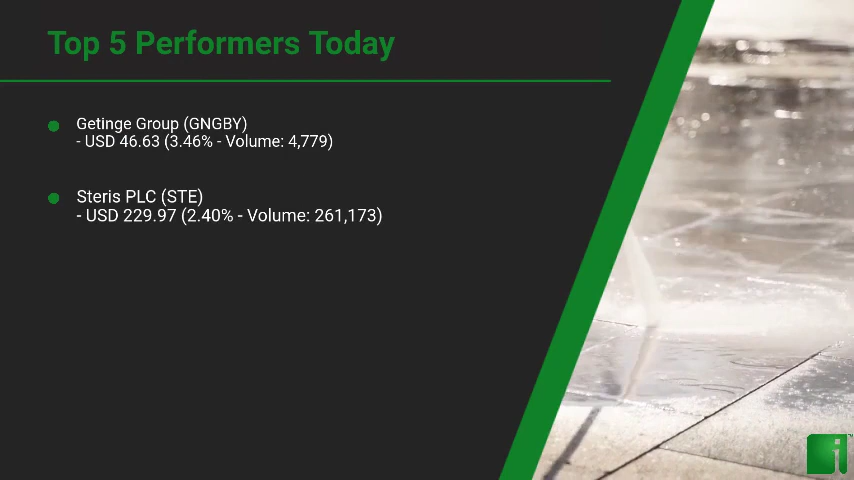 Top 5 Performers Today
Getinge Group (GNGBY)
- USD 46.63 (3.46% - Volume: 4,779)
Steris PLC (STE)
- USD 229.97 (2.40% - Volume: 261,173)
i